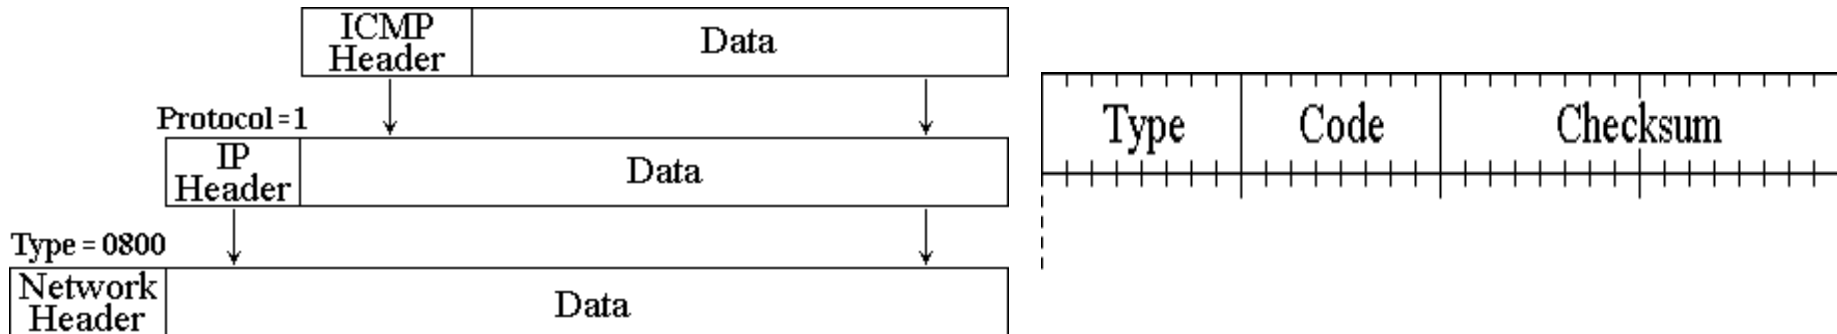 ICMP
Header
Data
Protocol=1
IP
Header
Data
Type = 0800
Network
Header
Data
Type
Code
Checksum